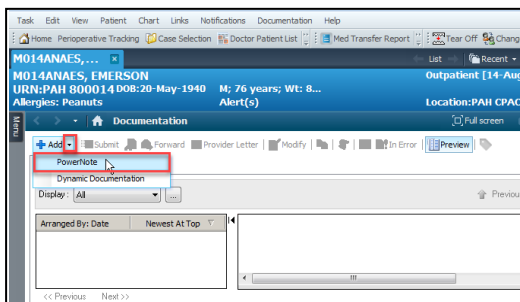 Task Edit View Patient Chart Links Notifications Documentation Help
Home Perioperative Tracking Case Selection Doctor Patient List Med Transfer Report Tear Off Chang
M014ANAES,... List Recent
M014ANAES, EMERSON Outpatient [14-Aug
URN:PAH 800014 DOB:20-May-1940 M; 76 years; Wt: 8...
Allergies: Peanuts Alert(s) Location:PAH CPAC
Menu
Documentation Full screen
Add Submit Forward Provider Letter Modify In Error Preview
PowerNote
Dynamic Documentation
Display: All ... Previou
Arranged By: Date Newest At Top
<< Previous Next >>